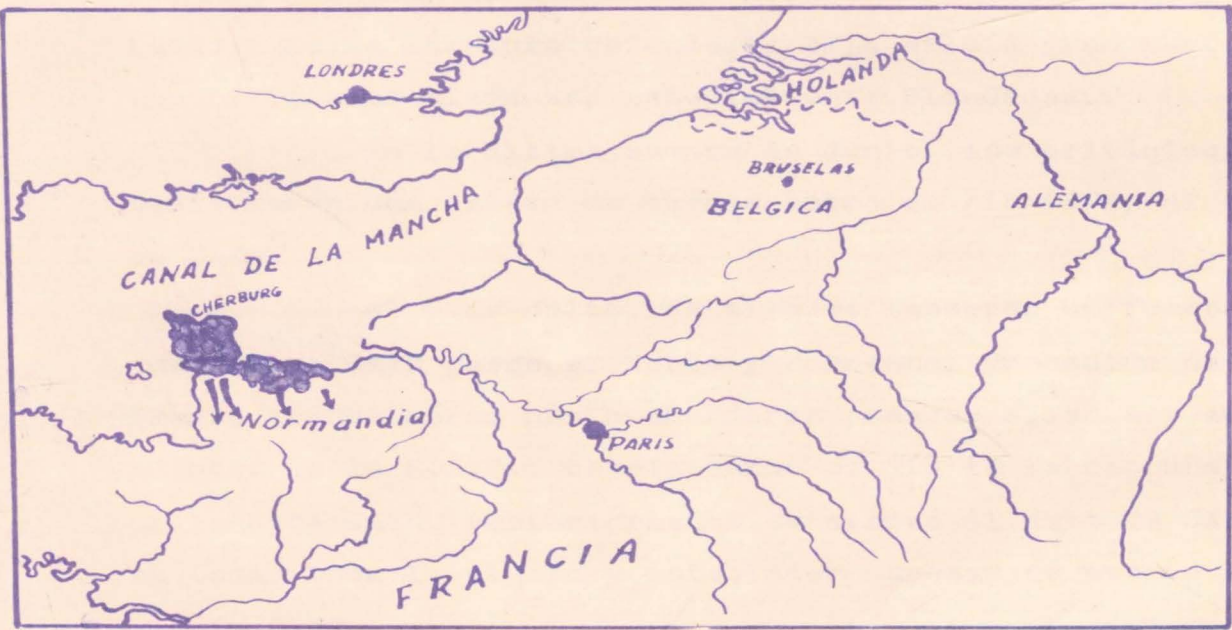 LONDRES
HOLANDA
BRUSELAS
BELGICA
ALEMANIA
CANAL DE LA MANCHA
CHERBURG
Normandia
PARIS
FRANCIA